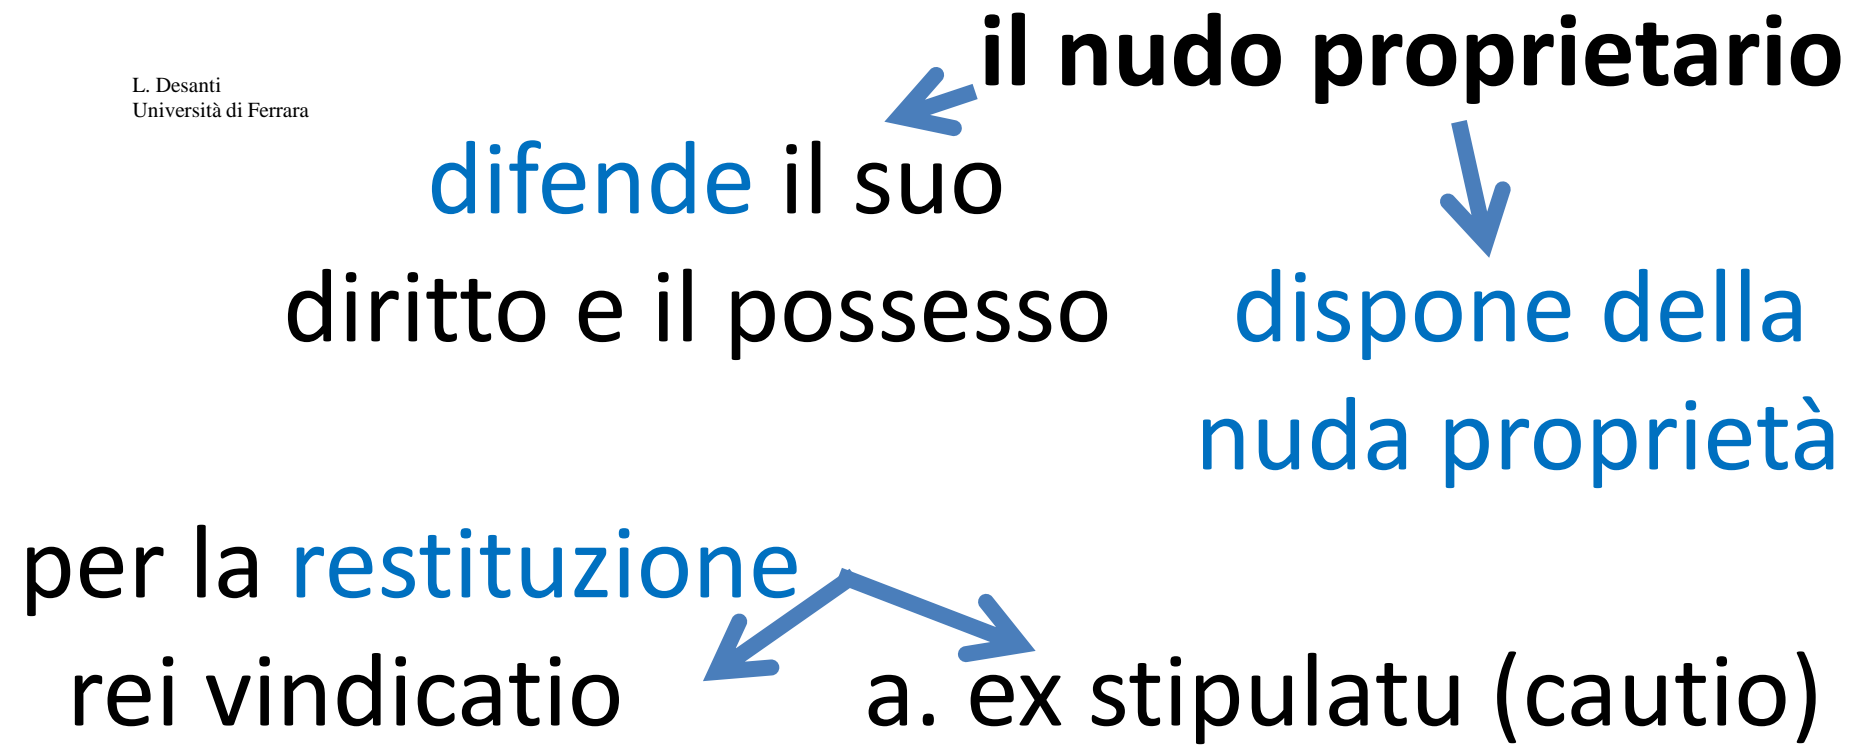 il nudo proprietario
L. Desanti
Università di Ferrara
difende il suo
diritto e il possesso
dispone della
nuda proprietà
per la restituzione
rei vindicatio
a. ex stipulatu (cautio)